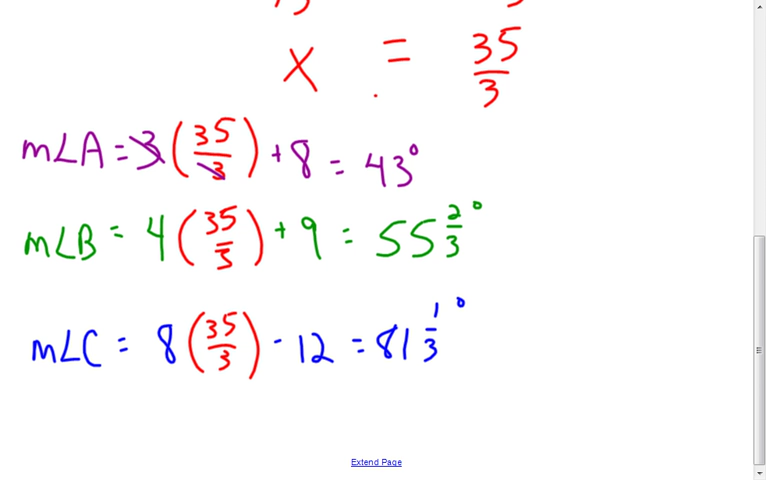 x = 35/3
m∠A = 3(35/3) + 8 = 43°
m∠B = 4(35/3) + 9 = 55 2/3°
m∠C = 8(35/3) - 12 = 81 1/3°
Extend Page